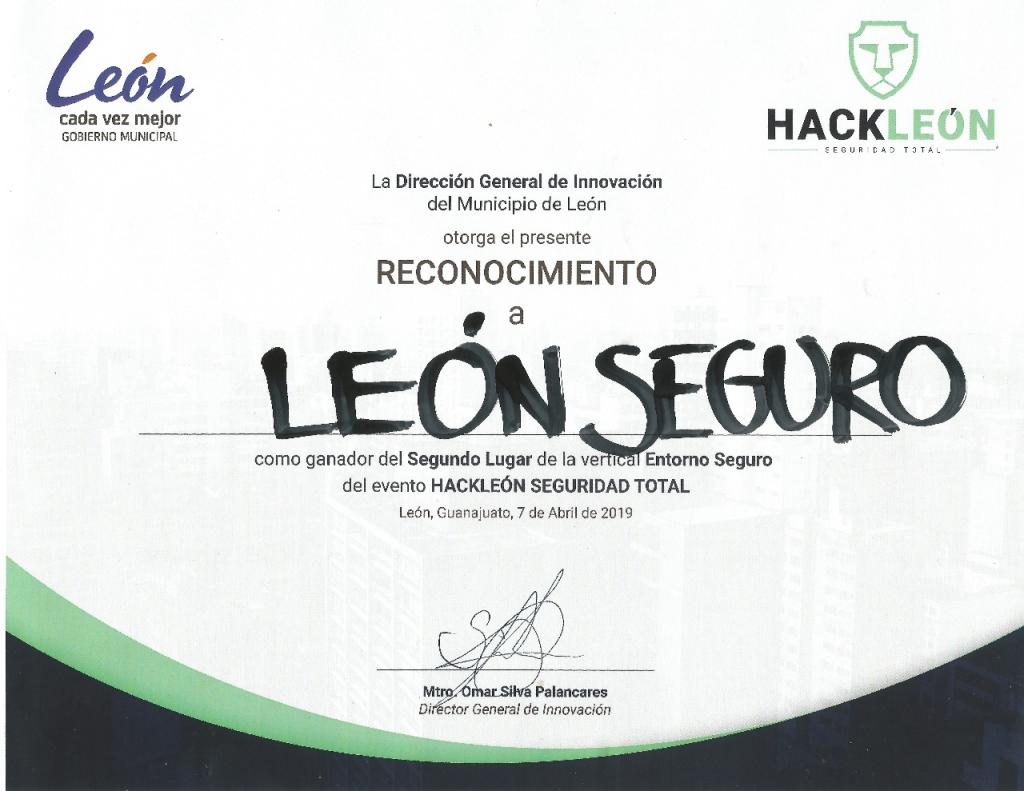 León
cada vez mejor
GOBIERNO MUNICIPAL
HACKLEÓN
SEGURIDAD TOTAL
La Dirección General de Innovación
del Municipio de León
otorga el presente
RECONOCIMIENTO
a
LEÓN SEGURO
como ganador del Segundo Lugar de la vertical Entorno Seguro
del evento HACKLEÓN SEGURIDAD TOTAL
León, Guanajuato, 7 de Abril de 2019
Mtro. Omar Silva Palancares
Director General de Innovación